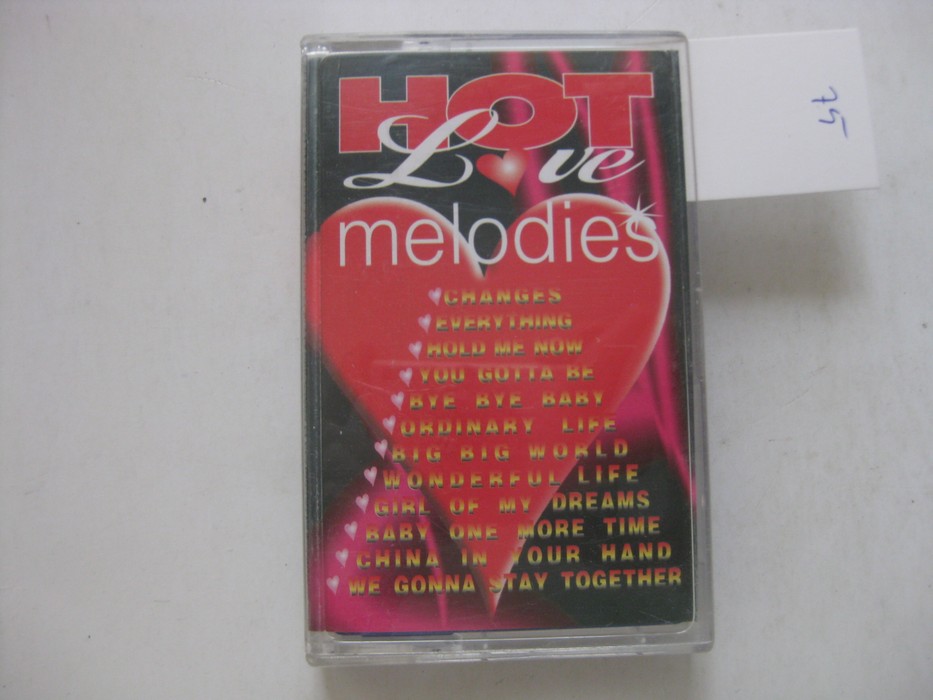 HOT
Love
melodies
CHANGES
EVERYTHING
HOLD ME NOW
YOU GOTTA BE
BYE BYE BABY
ORDINARY LIFE
BIG BIG WORLD
WONDERFUL LIFE
GIRL OF MY DREAMS
BABY ONE MORE TIME
CHINA IN YOUR HAND
WE GONNA STAY TOGETHER